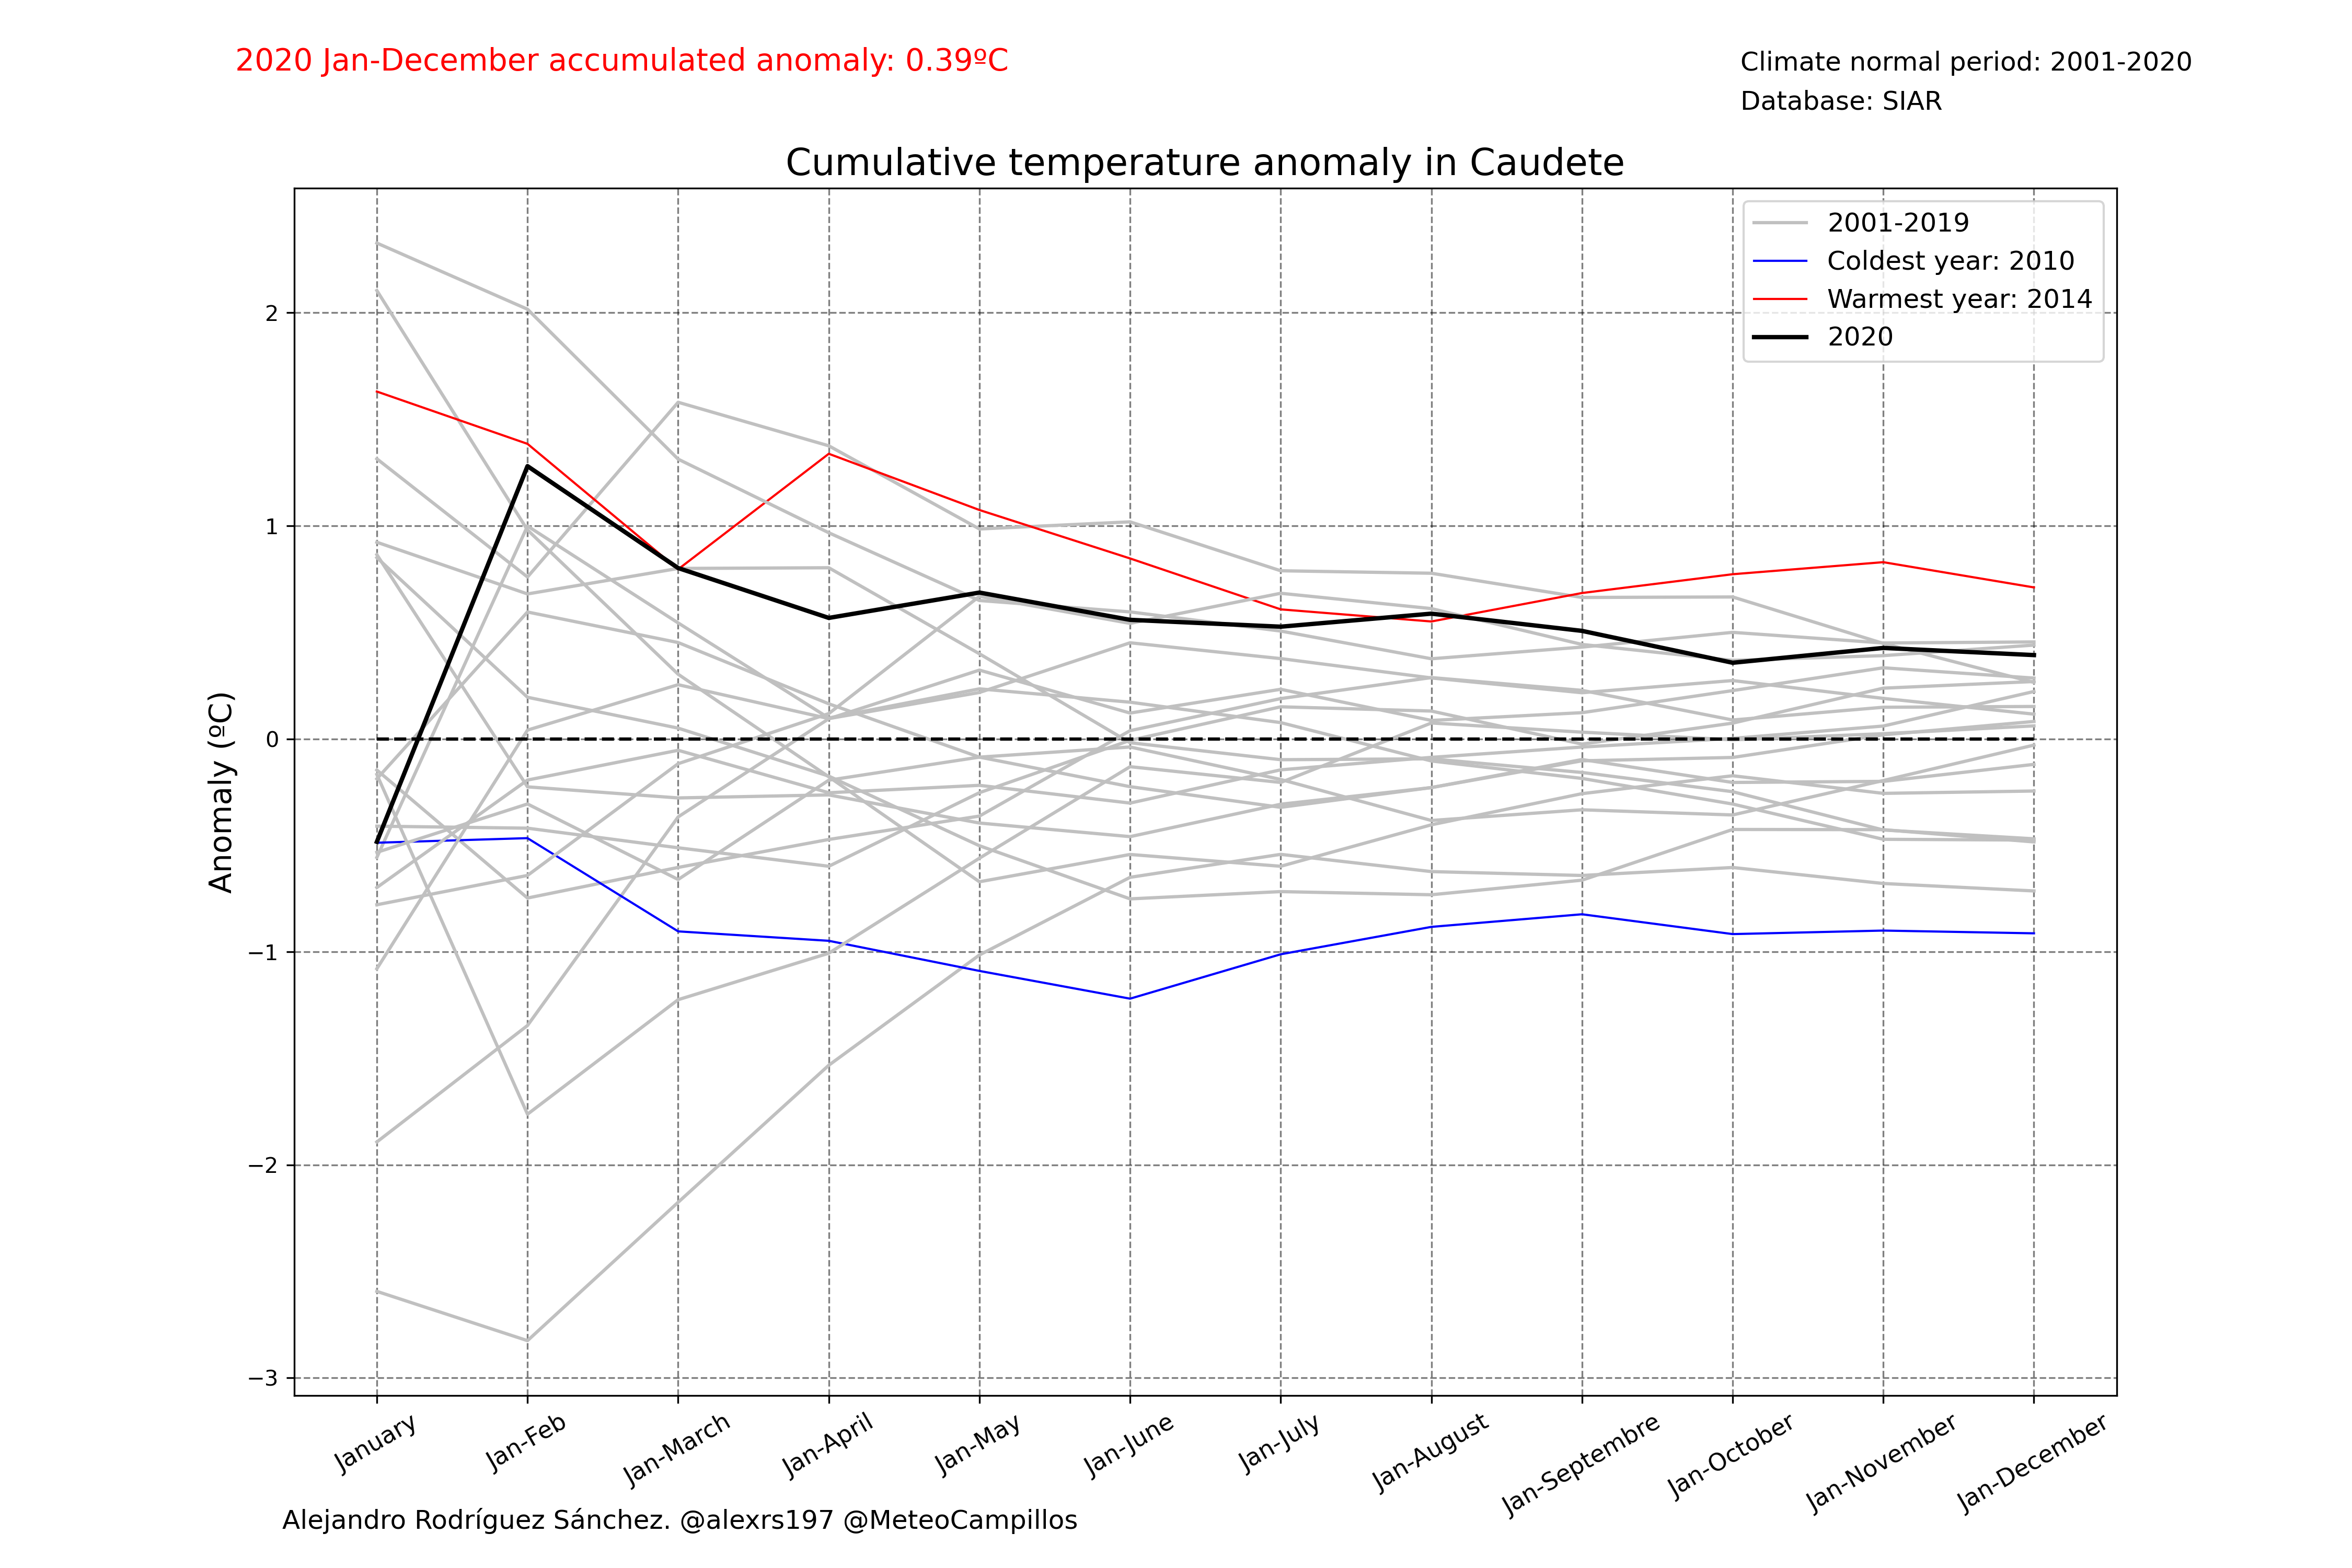 2020 Jan-December accumulated anomaly: 0.39ºC
Climate normal period: 2001-2020
Database: SIAR
Cumulative temperature anomaly in Caudete
2001-2019
Coldest year: 2010
Warmest year: 2014
2020
Anomaly (ºC)
2
1
0
−1
−2
−3
January
Jan-Feb
Jan-March
Jan-April
Jan-May
Jan-June
Jan-July
Jan-August
Jan-Septembre
Jan-October
Jan-November
Jan-December
Alejandro Rodríguez Sánchez. @alexrs197 @MeteoCampillos